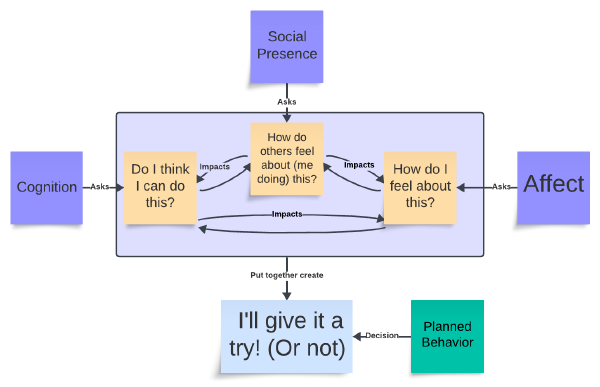 Social
Presence
Asks
How do
others feel
about (me
doing) this?
Cognition
Asks
Do I think
I can do
this?
Impacts
Impacts
How do I
feel about
this?
Asks
Affect
Impacts
Put together create
I'll give it a
try! (Or not)
Decision
Planned
Behavior